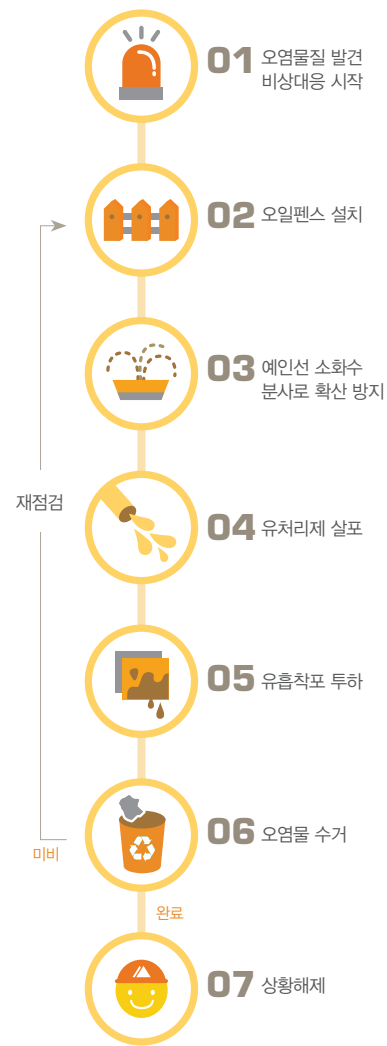 01 오염물질 발견
비상대응 시작
02 오일펜스 설치
03 예인선 소화수
분사로 확산 방지
재점검
04 유처리제 살포
05 유흡착포 투하
06 오염물 수거
미비
완료
07 상황해제